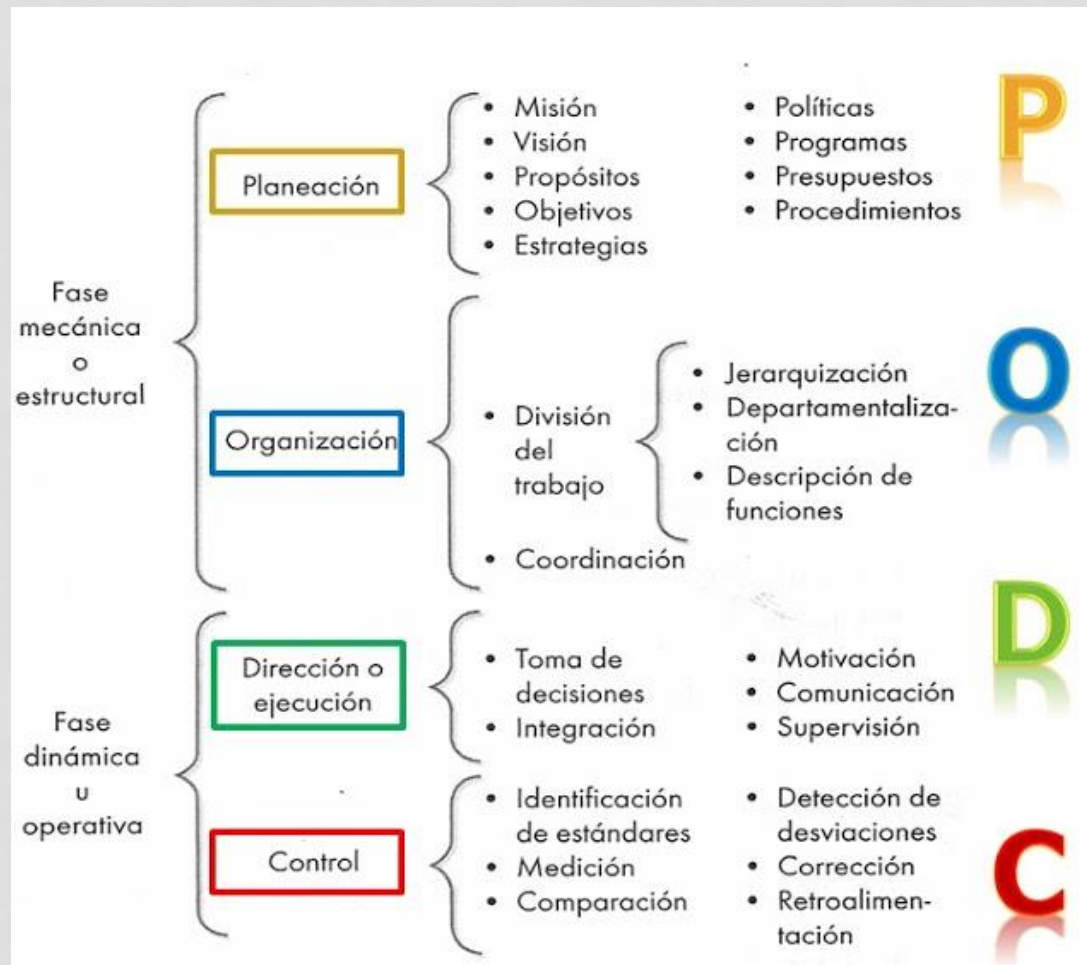 Fase
mecánica
o
estructural
Planeación
• Misión
• Visión
• Propósitos
• Objetivos
• Estrategias
• Políticas
• Programas
• Presupuestos
• Procedimientos
P
Organización
• División
del
trabajo
• Jerarquización
• Departamentaliza-
ción
• Descripción de
funciones
• Coordinación
O
Fase
dinámica
u
operativa
Dirección o
ejecución
• Toma de
decisiones
• Integración
• Motivación
• Comunicación
• Supervisión
D
Control
• Identificación
de estándares
• Medición
• Comparación
• Detección de
desviaciones
• Corrección
• Retroalimen-
tación
C